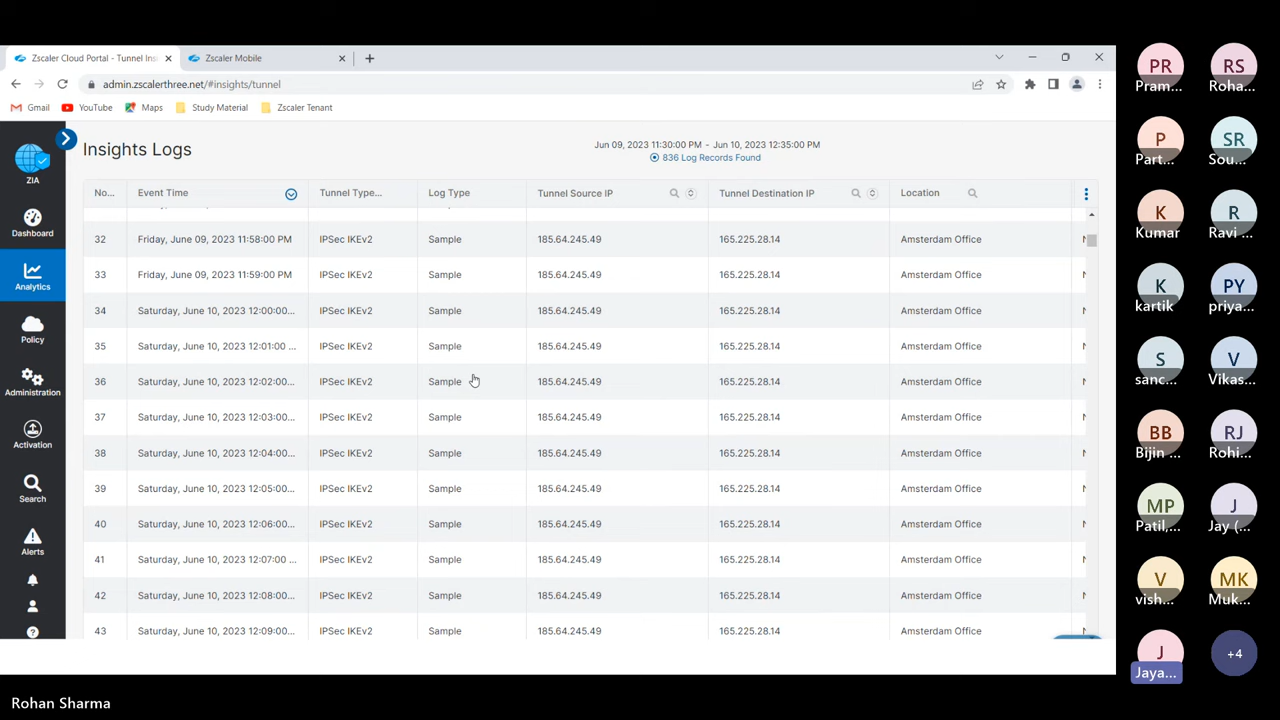 Zscaler Cloud Portal - Tunnel Ins
Zscaler Mobile
admin.zscalerthree.net/#insights/tunnel
Gmail YouTube Maps Study Material Zscaler Tenant
ZIA
Dashboard
Analytics
Policy
Administration
Activation
Search
Alerts
Insights Logs
Jun 09, 2023 11:30:00 PM - Jun 10, 2023 12:35:00 PM
836 Log Records Found
No... Event Time Tunnel Type... Log Type Tunnel Source IP Tunnel Destination IP Location
32 Friday, June 09, 2023 11:58:00 PM IPSec IKEv2 Sample 185.64.245.49 165.225.28.14 Amsterdam Office
33 Friday, June 09, 2023 11:59:00 PM IPSec IKEv2 Sample 185.64.245.49 165.225.28.14 Amsterdam Office
34 Saturday, June 10, 2023 12:00:00... IPSec IKEv2 Sample 185.64.245.49 165.225.28.14 Amsterdam Office
35 Saturday, June 10, 2023 12:01:00 ... IPSec IKEv2 Sample 185.64.245.49 165.225.28.14 Amsterdam Office
36 Saturday, June 10, 2023 12:02:00... IPSec IKEv2 Sample 185.64.245.49 165.225.28.14 Amsterdam Office
37 Saturday, June 10, 2023 12:03:00... IPSec IKEv2 Sample 185.64.245.49 165.225.28.14 Amsterdam Office
38 Saturday, June 10, 2023 12:04:00... IPSec IKEv2 Sample 185.64.245.49 165.225.28.14 Amsterdam Office
39 Saturday, June 10, 2023 12:05:00... IPSec IKEv2 Sample 185.64.245.49 165.225.28.14 Amsterdam Office
40 Saturday, June 10, 2023 12:06:00... IPSec IKEv2 Sample 185.64.245.49 165.225.28.14 Amsterdam Office
41 Saturday, June 10, 2023 12:07:00 ... IPSec IKEv2 Sample 185.64.245.49 165.225.28.14 Amsterdam Office
42 Saturday, June 10, 2023 12:08:00... IPSec IKEv2 Sample 185.64.245.49 165.225.28.14 Amsterdam Office
43 Saturday, June 10, 2023 12:09:00... IPSec IKEv2 Sample 185.64.245.49 165.225.28.14 Amsterdam Office
PR RS
Pram... Roha...
P SR
Part... Sou...
K R
Kumar Ravi ...
K PY
kartik priya...
S V
sanc... Vikas...
BB RJ
Bijin ... Rohi...
MP J
Patil,... Jay (...
V MK
vish... Muk...
J +4
Jaya...
Rohan Sharma